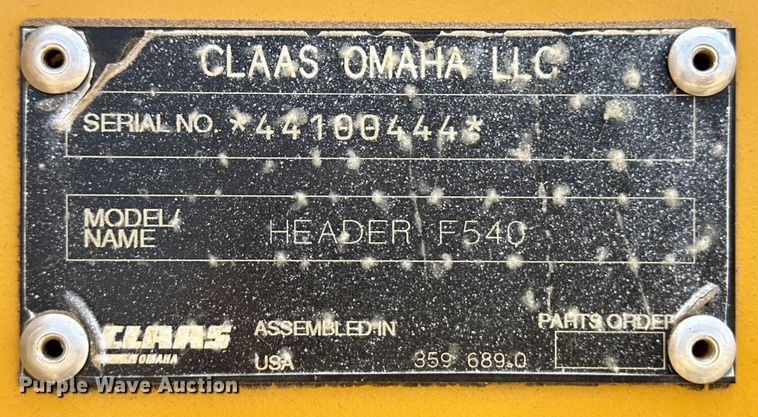 CLAAS OMAHA LLC
SERIAL NO. *44100444*
MODEL/
NAME HEADER F540
CLAAS
OMAHA
ASSEMBLED IN
USA
PARTS ORDER
359 689.0
Purple Wave Auction